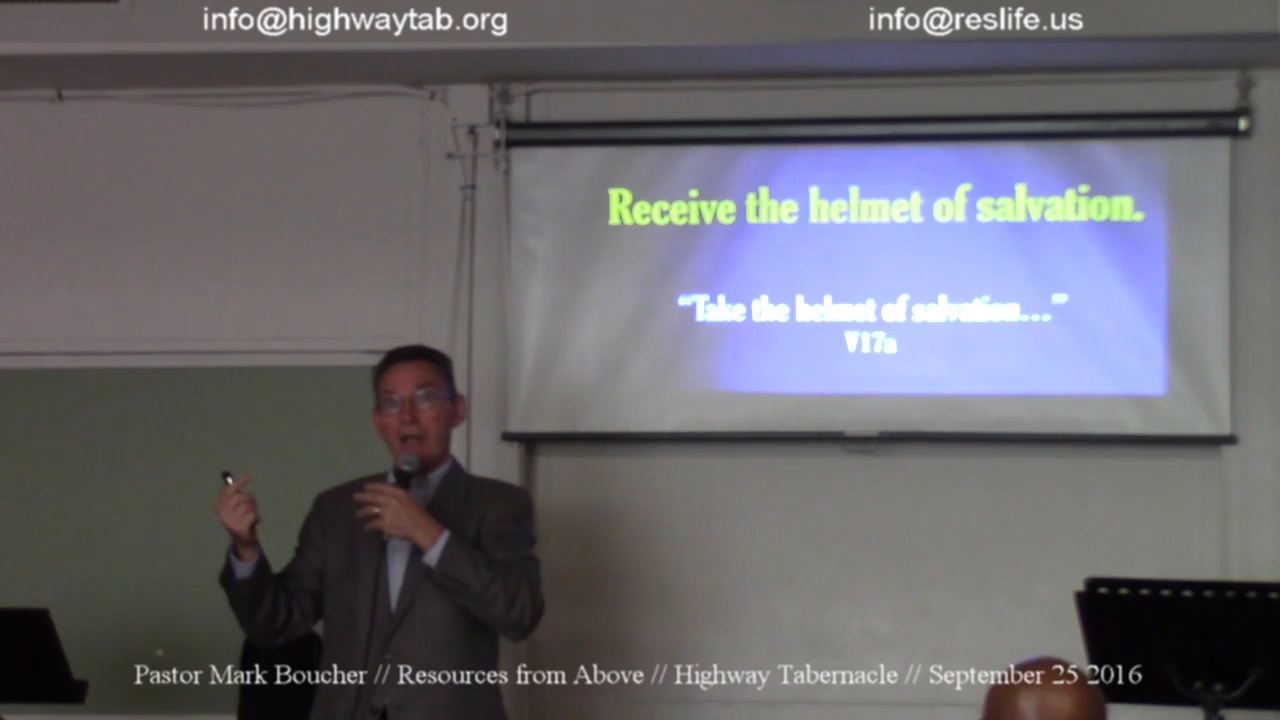 info@highwaytab.org
info@reslife.us
Receive the helmet of salvation.
“Take the helmet of salvation...”
V17a
Pastor Mark Boucher // Resources from Above // Highway Tabernacle // September 25 2016